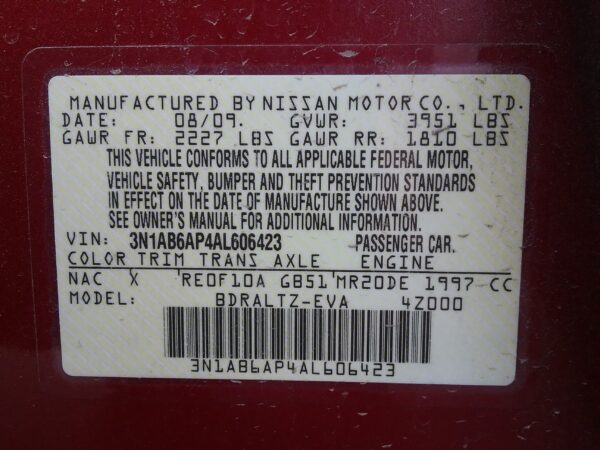 MANUFACTURED BY NISSAN MOTOR CO., LTD.
DATE: 08/09. GVWR: 3951 LBS
GAWR FR: 2227 LBS GAWR RR: 1810 LBS
THIS VEHICLE CONFORMS TO ALL APPLICABLE FEDERAL MOTOR,
VEHICLE SAFETY, BUMPER AND THEFT PREVENTION STANDARDS
IN EFFECT ON THE DATE OF MANUFACTURE SHOWN ABOVE.
SEE OWNER'S MANUAL FOR ADDITIONAL INFORMATION.
VIN: 3N1AB6AP4AL606423 PASSENGER CAR.
COLOR TRIM TRANS AXLE ENGINE
NAC X 'RE0F10A GB51'MR20DE 1997 CC
MODEL: BDRALTZ-EVA 4Z000
3N1AB6AP4AL606423